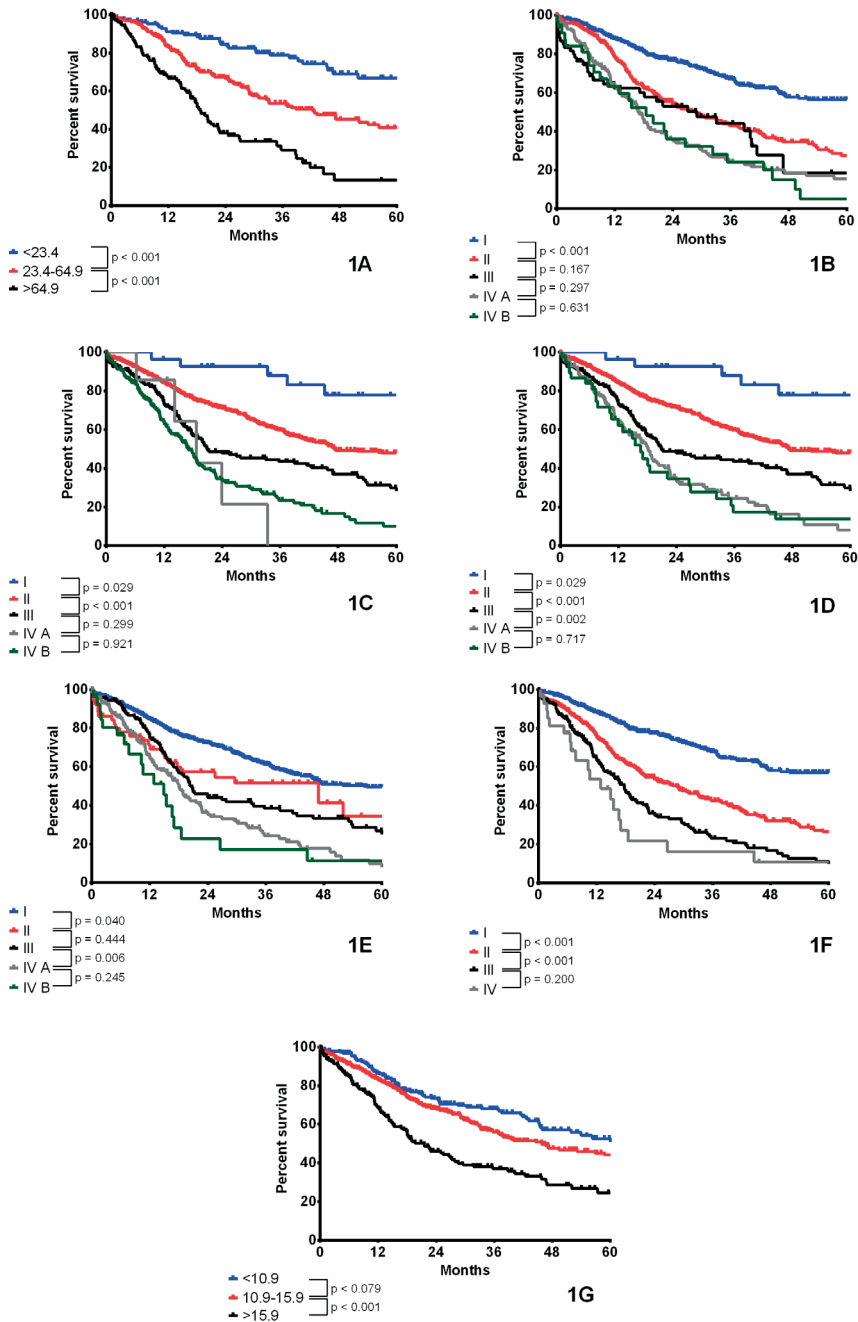 Percent survival
100
80
60
40
20
0
0 12 24 36 48 60
Months
<23.4
23.4-64.9
>64.9
p < 0.001
p < 0.001
1A
Percent survival
100
80
60
40
20
0
0 12 24 36 48 60
Months
I
II
III
IV A
IV B
p < 0.001
p = 0.167
p = 0.297
p = 0.631
1B
Percent survival
100
80
60
40
20
0
0 12 24 36 48 60
Months
I
II
III
IV A
IV B
p = 0.029
p < 0.001
p = 0.299
p = 0.921
1C
Percent survival
100
80
60
40
20
0
0 12 24 36 48 60
Months
I
II
III
IV A
IV B
p = 0.029
p < 0.001
p = 0.002
p = 0.717
1D
Percent survival
100
80
60
40
20
0
0 12 24 36 48 60
Months
I
II
III
IV A
IV B
p = 0.040
p = 0.444
p = 0.006
p = 0.245
1E
Percent survival
100
80
60
40
20
0
0 12 24 36 48 60
Months
I
II
III
IV
p < 0.001
p < 0.001
p = 0.200
1F
Percent survival
100
80
60
40
20
0
0 12 24 36 48 60
Months
<10.9
10.9-15.9
>15.9
p < 0.079
p < 0.001
1G